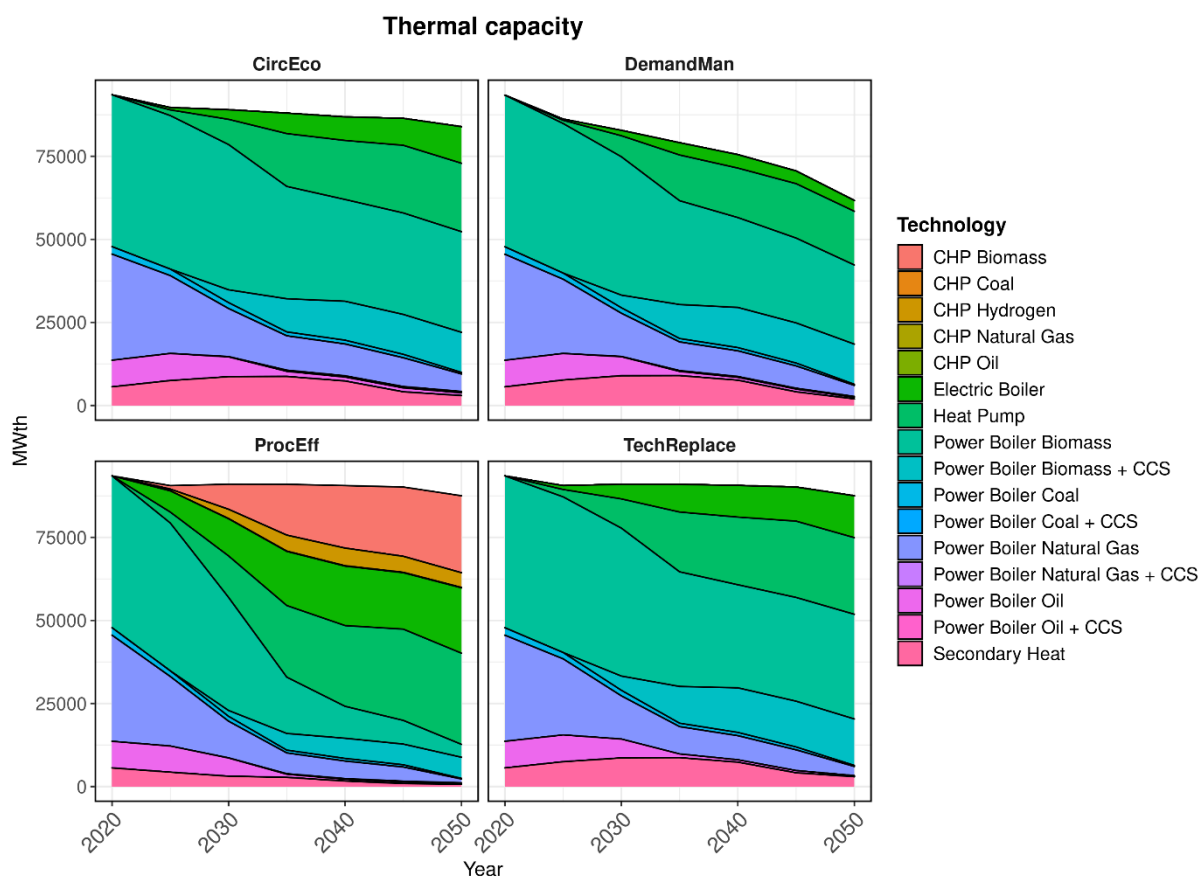 Thermal capacity
CircEco
DemandMan
75000
50000
25000
0
ProcEff
TechReplace
75000
50000
25000
0
MWth
2020
2030
2040
2050
2020
2030
2040
2050
Year
Technology
CHP Biomass
CHP Coal
CHP Hydrogen
CHP Natural Gas
CHP Oil
Electric Boiler
Heat Pump
Power Boiler Biomass
Power Boiler Biomass + CCS
Power Boiler Coal
Power Boiler Coal + CCS
Power Boiler Natural Gas
Power Boiler Natural Gas + CCS
Power Boiler Oil
Power Boiler Oil + CCS
Secondary Heat